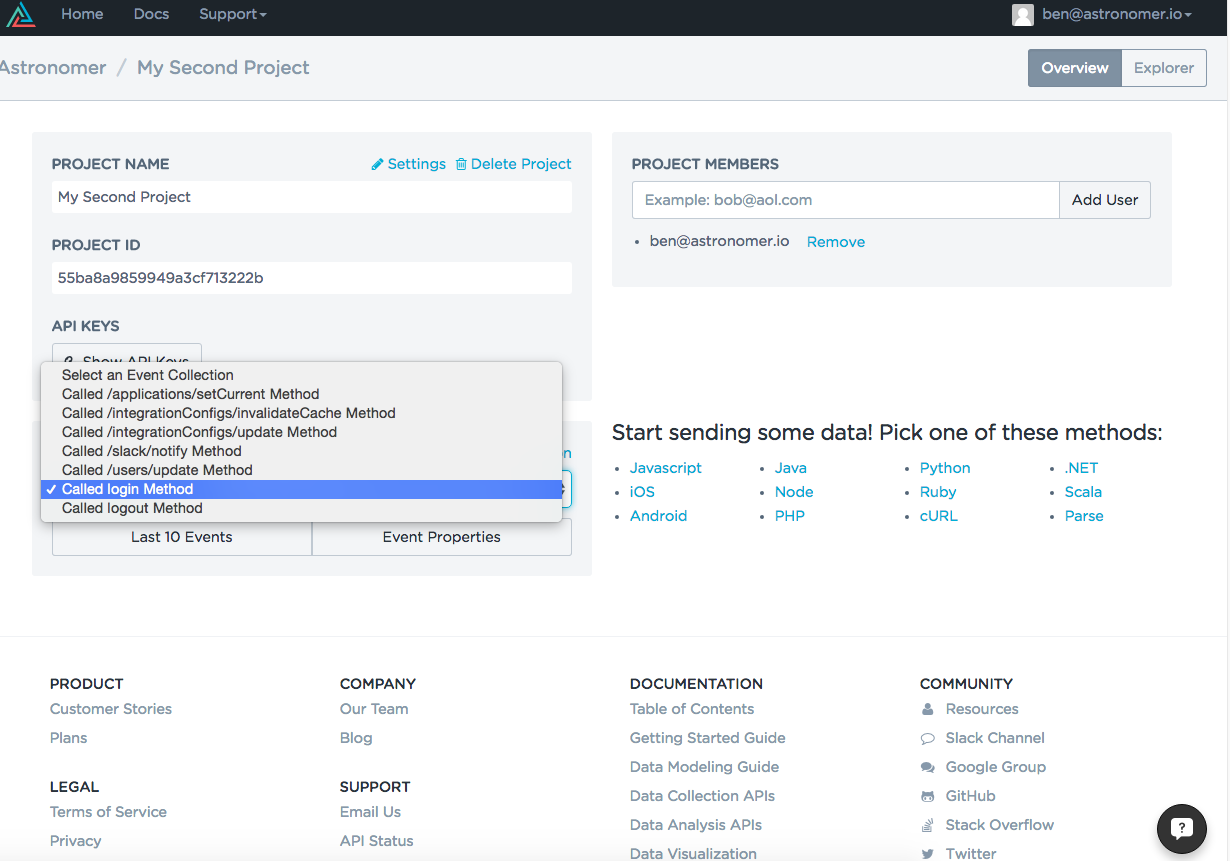 Home Docs Support ben@astronomer.io
Astronomer / My Second Project Overview Explorer
PROJECT NAME Settings Delete Project
My Second Project
PROJECT ID
55ba8a9859949a3cf713222b
API KEYS
Show API Keys
Select an Event Collection
Called /applications/setCurrent Method
Called /integrationConfigs/invalidateCache Method
Called /integrationConfigs/update Method
Called /slack/notify Method
Called /users/update Method
✓ Called login Method
Called logout Method
Last 10 Events Event Properties
PROJECT MEMBERS
Example: bob@aol.com Add User
• ben@astronomer.io Remove
Start sending some data! Pick one of these methods:
• Javascript • Java • Python • .NET
• iOS • Node • Ruby • Scala
• Android • PHP • cURL • Parse
PRODUCT
Customer Stories
Plans
COMPANY
Our Team
Blog
LEGAL
Terms of Service
Privacy
SUPPORT
Email Us
API Status
DOCUMENTATION
Table of Contents
Getting Started Guide
Data Modeling Guide
Data Collection APIs
Data Analysis APIs
Data Visualization
COMMUNITY
Resources
Slack Channel
Google Group
GitHub
Stack Overflow
Twitter
?